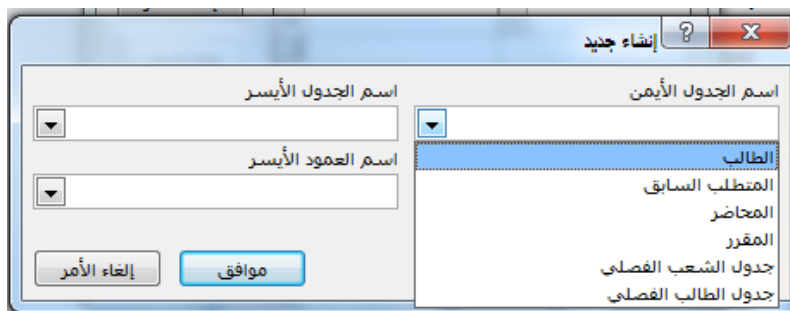 إنشاء جديد
اسم الجدول الأيمن
اسم الجدول الأيسر
الطالب
المتطلب السابق
المحاضر
المقرر
جدول الشعب الفصلي
جدول الطالب الفصلي
اسم العمود الأيسر
موافق
إلغاء الأمر